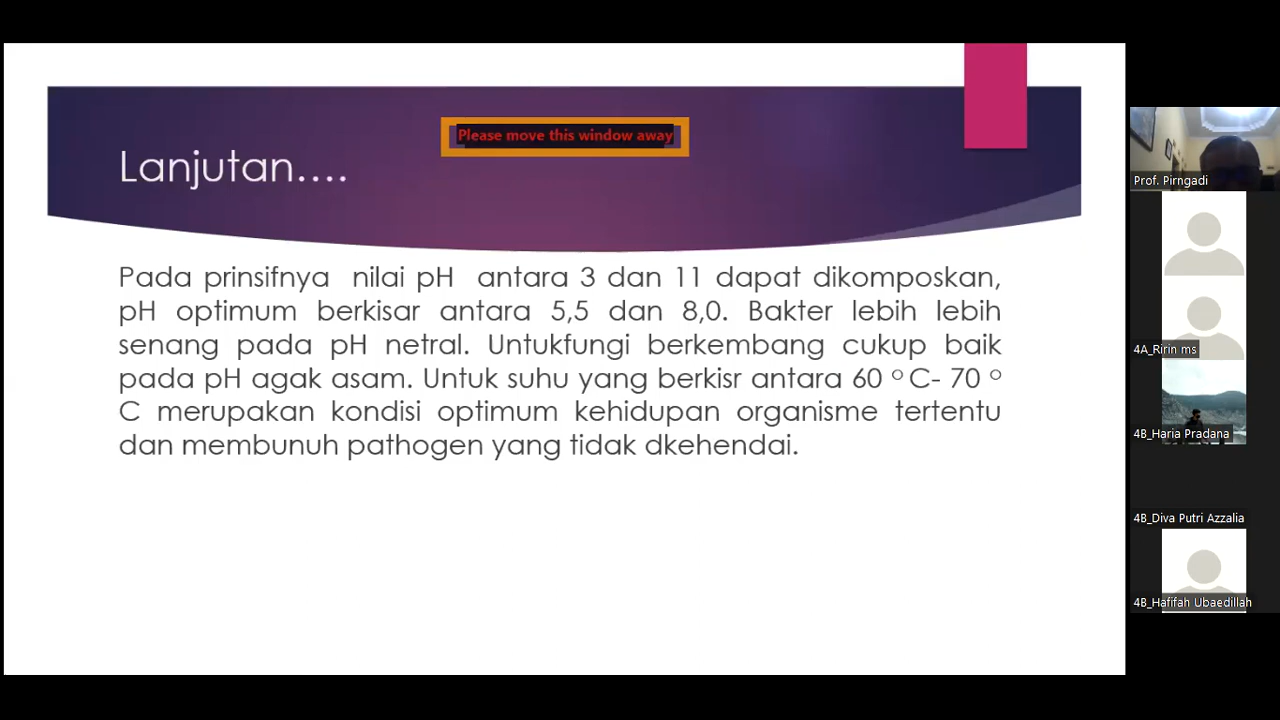 Please move this window away
Lanjutan....
Pada prinsifnya nilai pH antara 3 dan 11 dapat dikomposkan,
pH optimum berkisar antara 5,5 dan 8,0. Bakter lebih lebih
senang pada pH netral. Untukfungi berkembang cukup baik
pada pH agak asam. Untuk suhu yang berkisr antara 60 ° C- 70 °
C merupakan kondisi optimum kehidupan organisme tertentu
dan membunuh pathogen yang tidak dkehendai.
Prof. Pirngadi
4A_Ririn ms
4B_Haria Pradana
4B_Diva Putri Azzalia
4B_Hafifah Ubaedillah